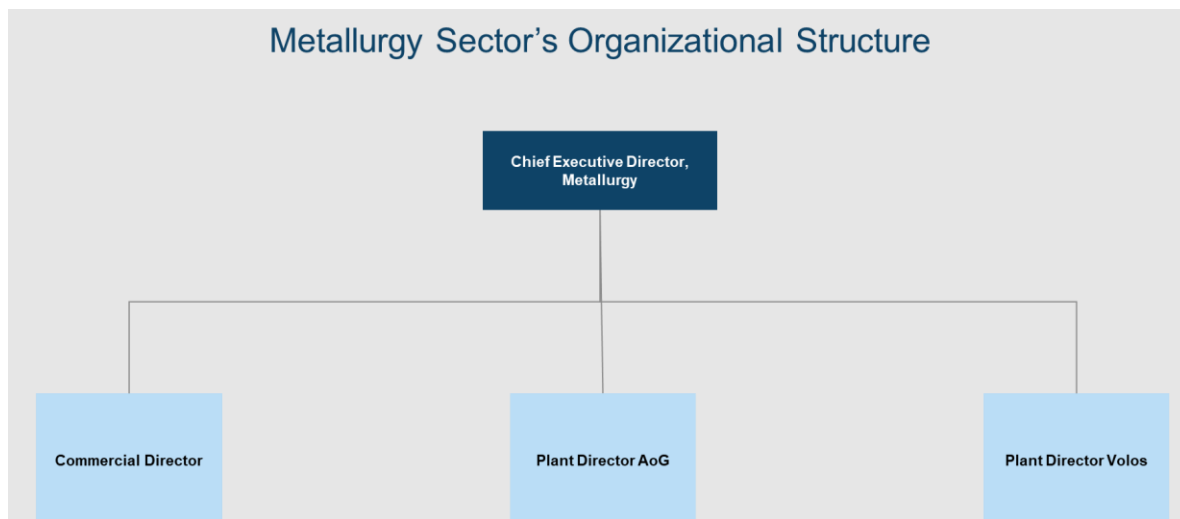 Metallurgy Sector's Organizational Structure
Chief Executive Director,
Metallurgy
Commercial Director
Plant Director AoG
Plant Director Volos